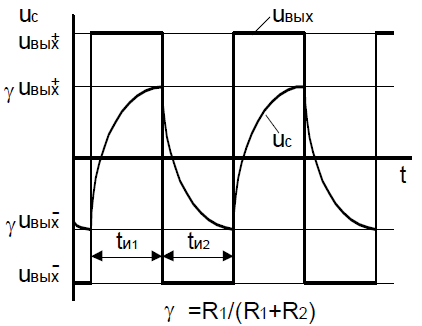 uc
uвых
uвых+
γ uвых+
uc
t
γ uвых-
tи1
tи2
uвых-
γ =R1/(R1+R2)